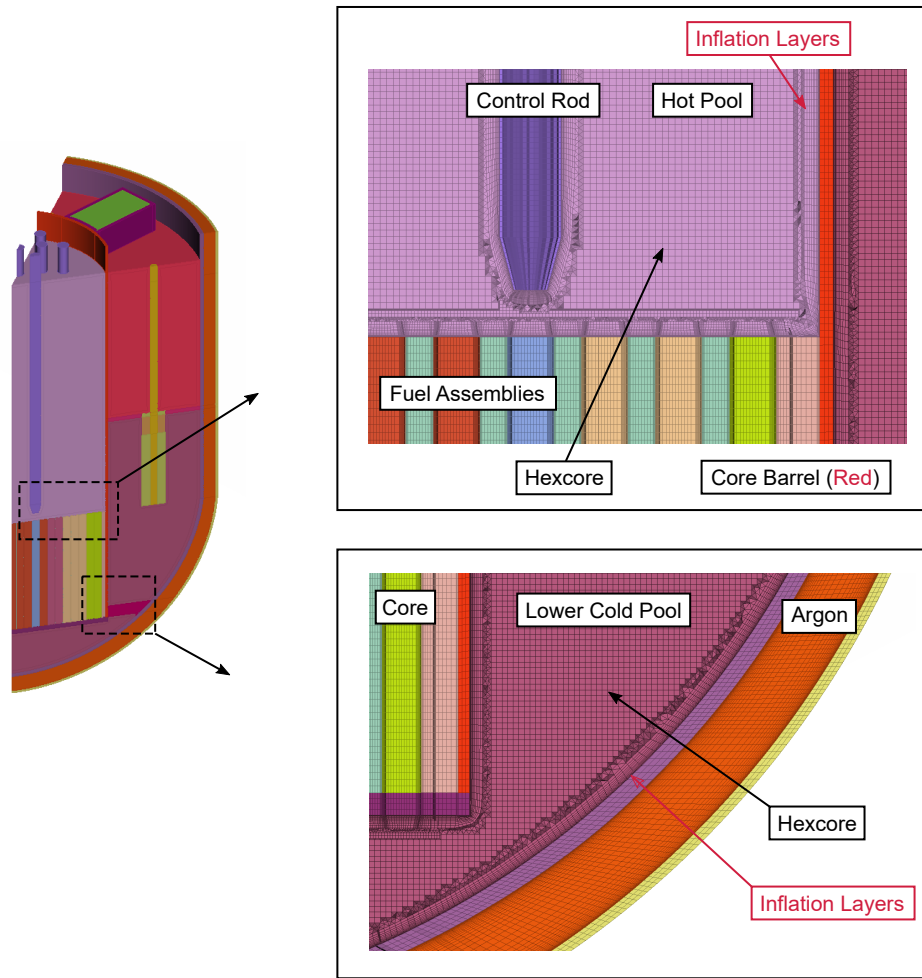 Inflation Layers
Control Rod
Hot Pool
Fuel Assemblies
Hexcore
Core Barrel (Red)
Core
Lower Cold Pool
Argon
Hexcore
Inflation Layers